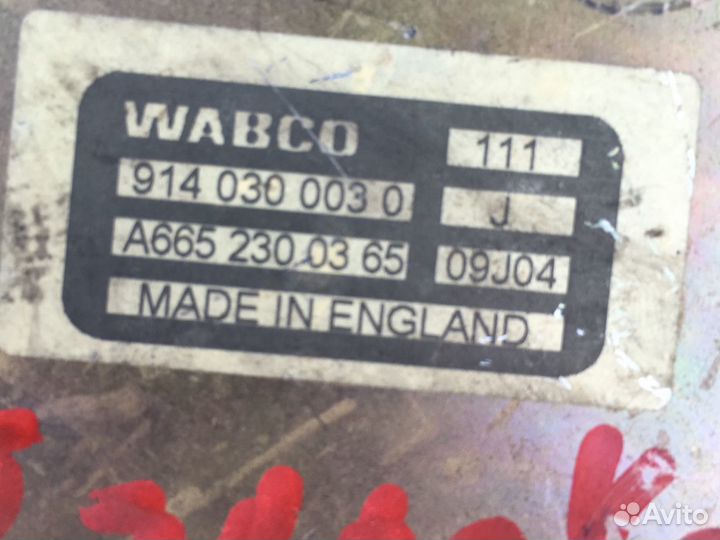 WABCO
111
914 030 003 0
J
A665 230 03 65
09J04
MADE IN ENGLAND
Avito